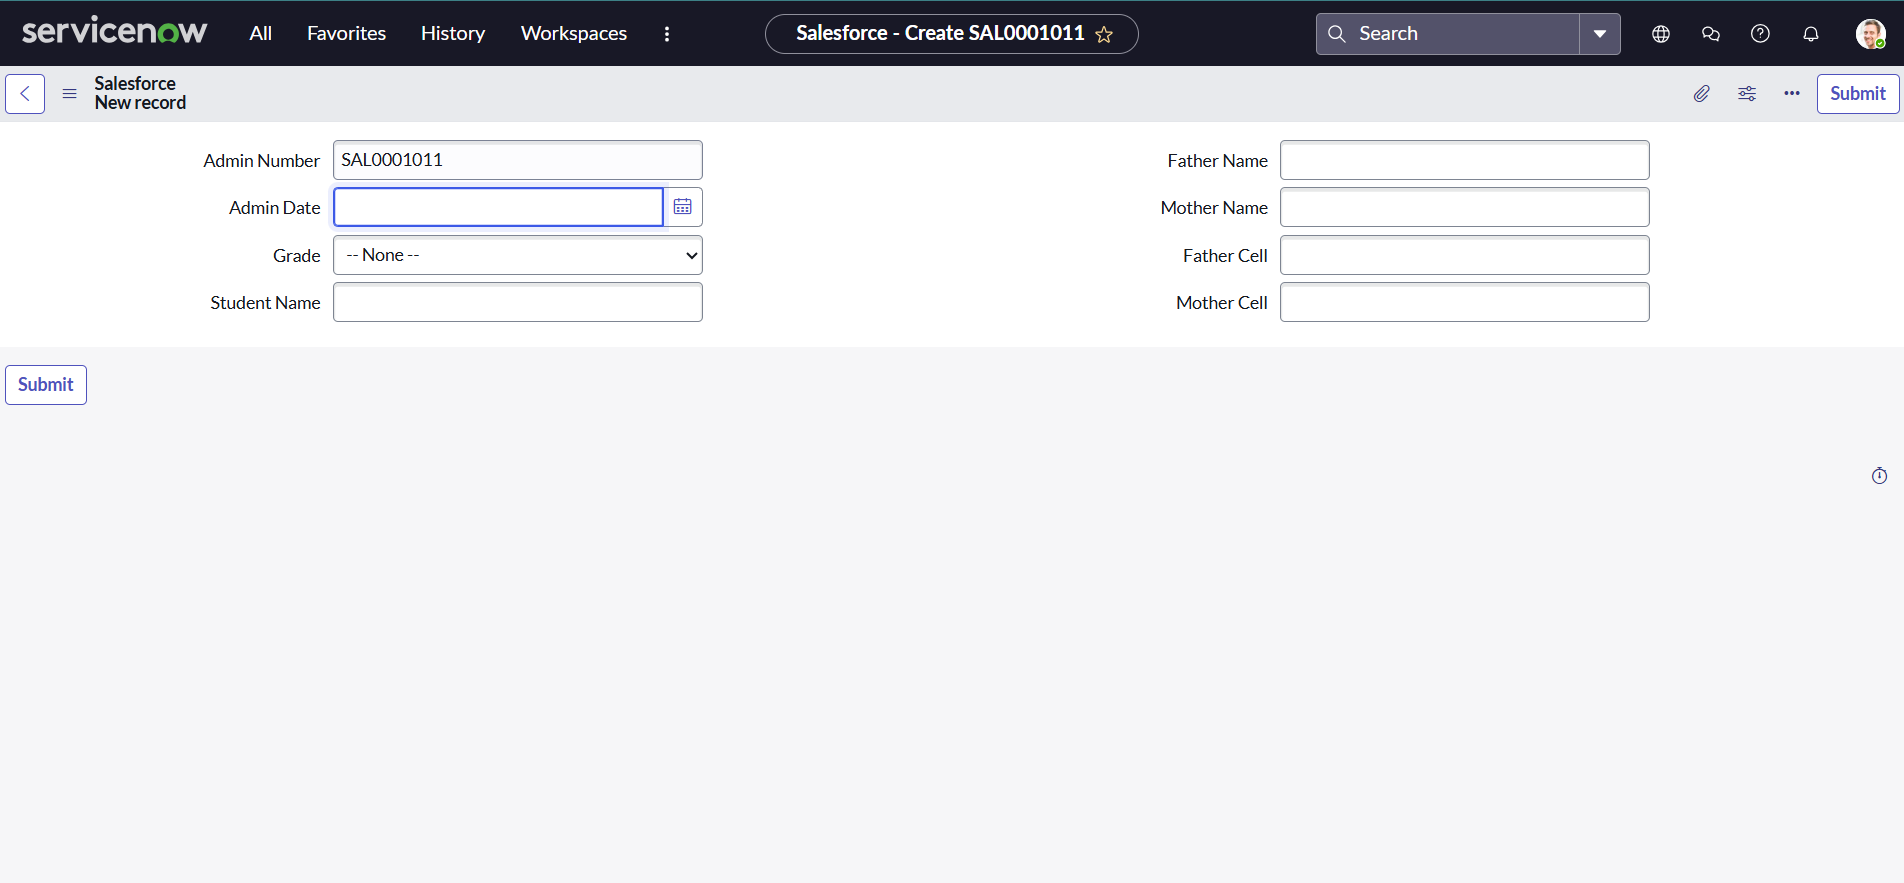 servicenow All Favorites History Workspaces Salesforce - Create SAL0001011 Search
Salesforce
New record
Submit
Admin Number SAL0001011
Father Name
Admin Date
Mother Name
Grade -- None --
Father Cell
Student Name
Mother Cell
Submit